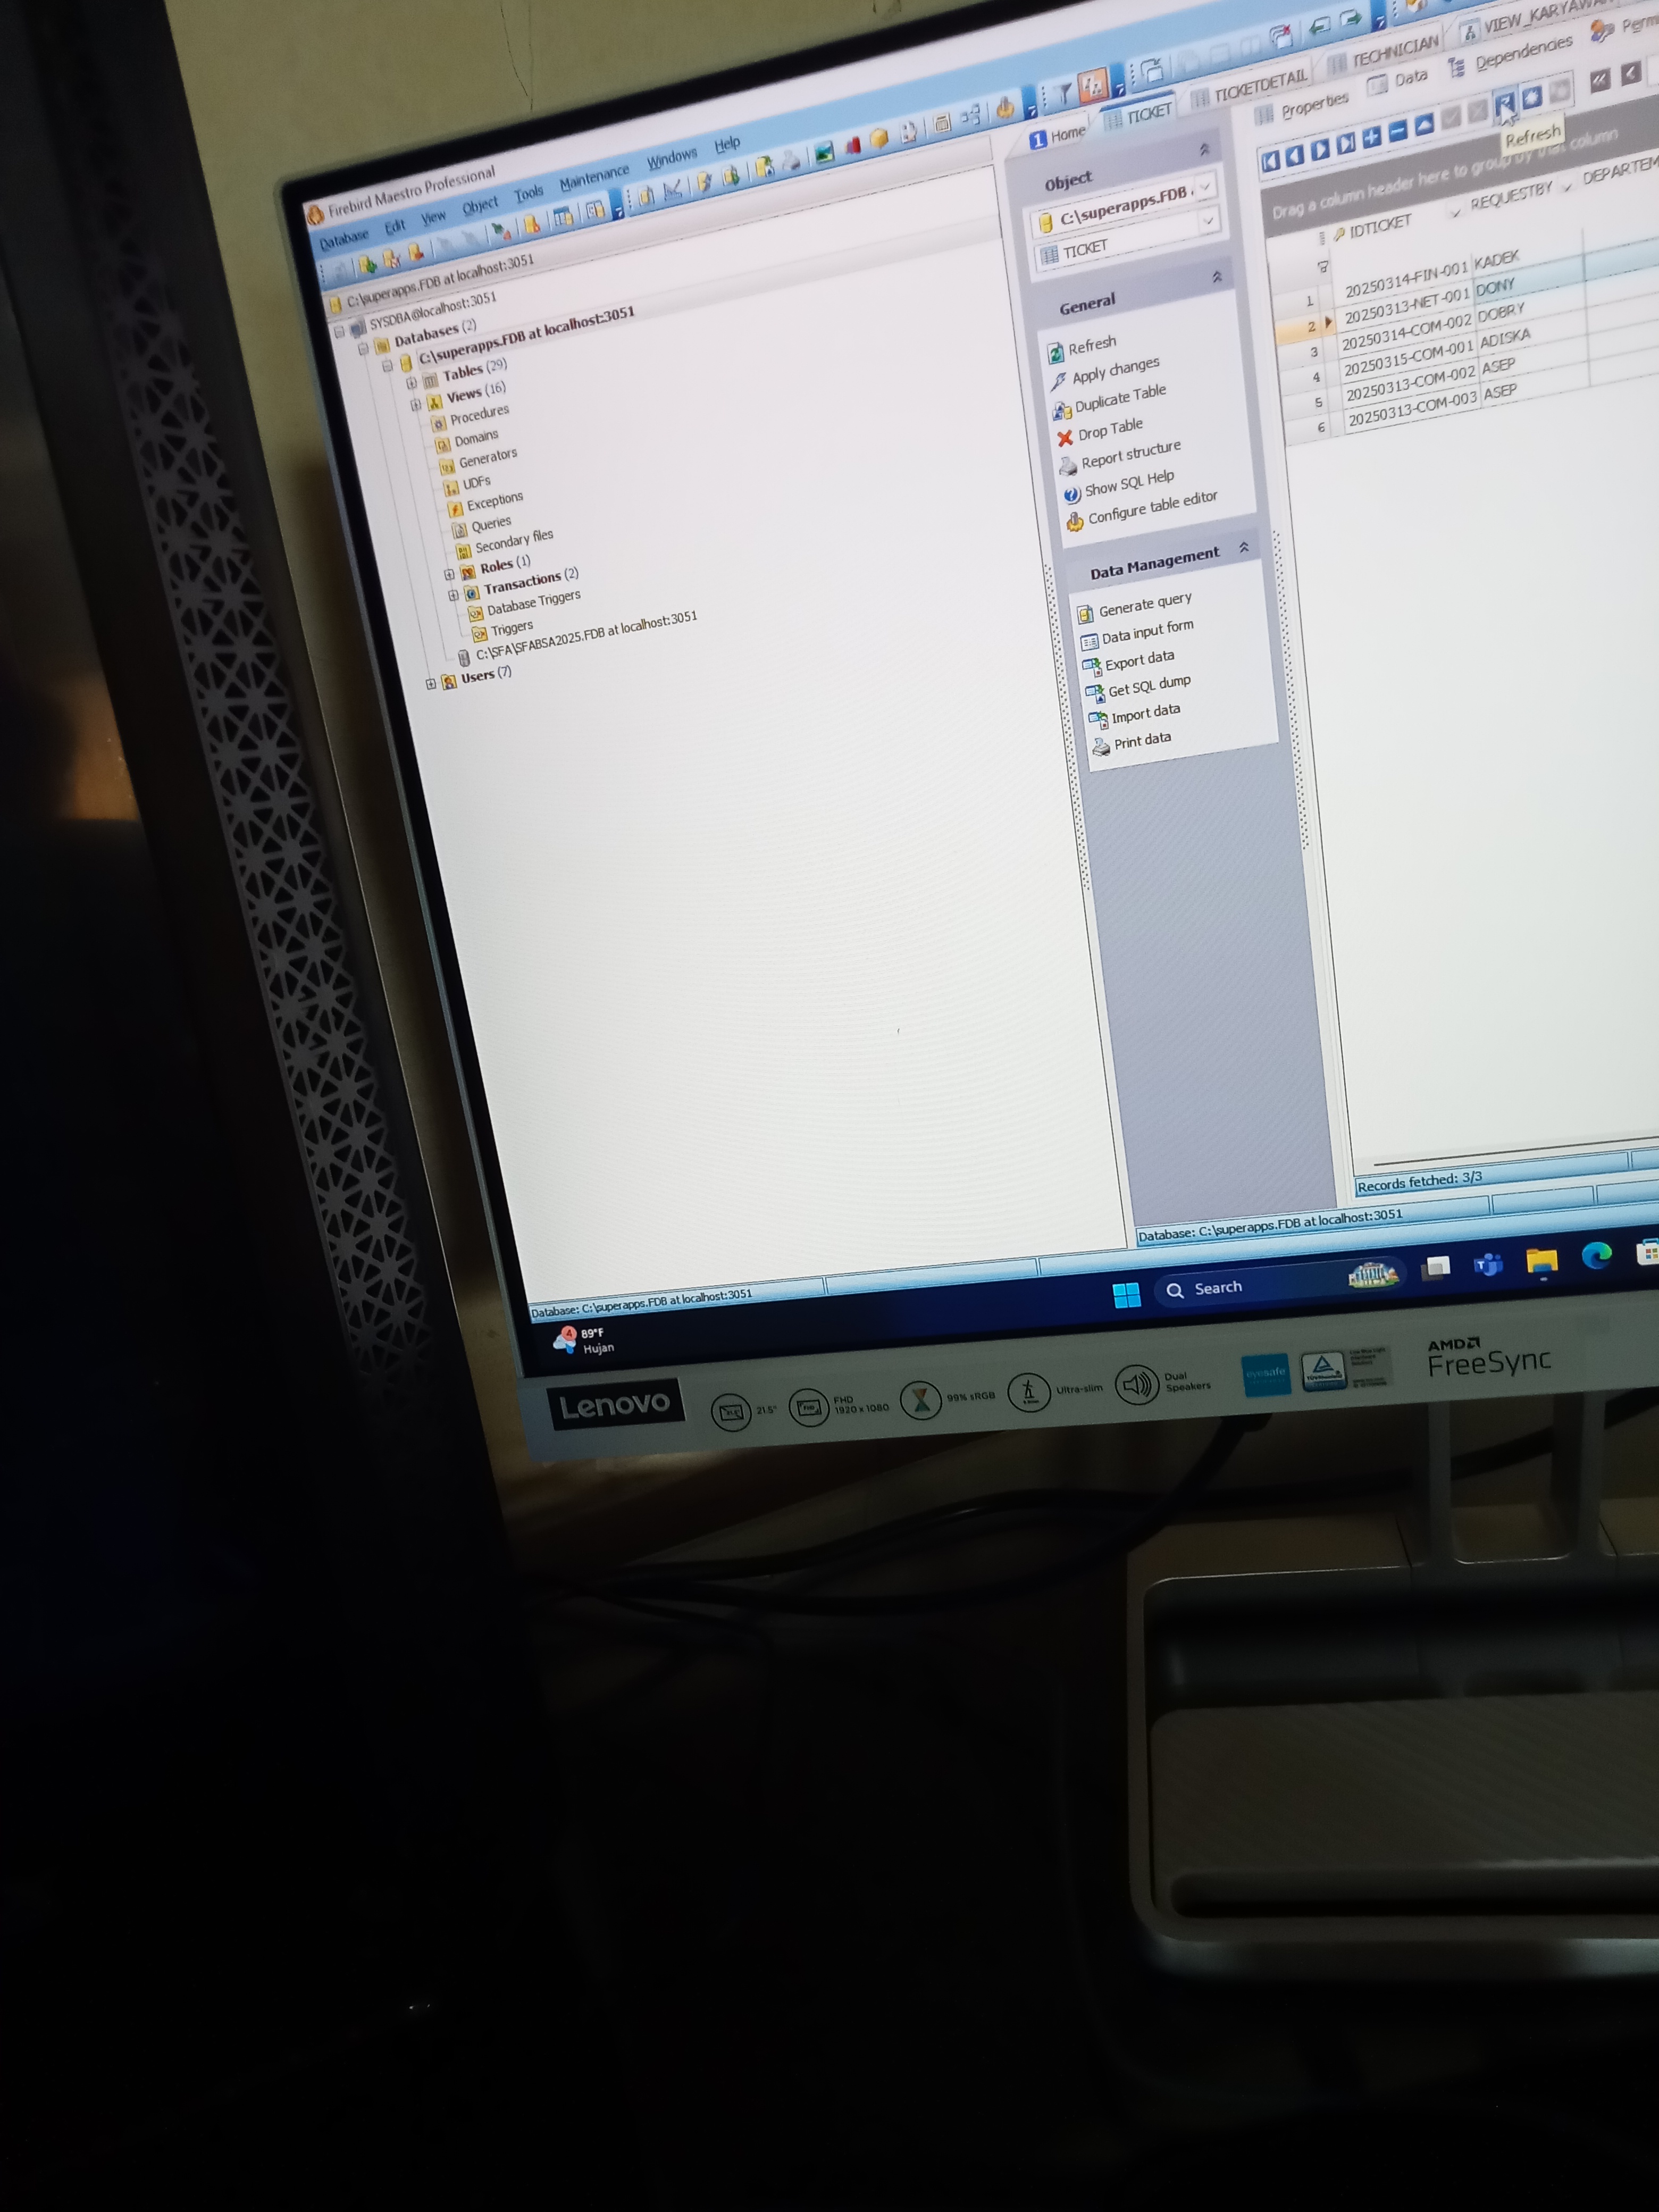 Firebird Maestro Professional
Database Edit View Object Tools Maintenance Windows Help
C:\superapps.FDB at localhost:3051
SYSDBA@localhost:3051
Databases (2)
C:\superapps.FDB at localhost:3051
Tables (29)
Views (16)
Procedures
Domains
Generators
UDFs
Exceptions
Queries
Secondary files
Roles (1)
Transactions (2)
Database Triggers
Triggers
C:\SFA\SFABSA2025.FDB at localhost:3051
Users (7)
Database: C:\superapps.FDB at localhost:3051
1 Home TICKET TICKETDETAIL TECHNICIAN
Object
C:\superapps.FDB
TICKET
General
Refresh
Apply changes
Duplicate Table
Drop Table
Report structure
Show SQL Help
Configure table editor
Data Management
Generate query
Data input form
Export data
Get SQL dump
Import data
Print data
Properties Data Dependencies
Refresh
Drag a column header here to group by that column
IDTICKET REQUESTBY DEPARTEM
1 20250314-FIN-001 KADEK
2 20250313-NET-001 DONY
3 20250314-COM-002 DOBRY
4 20250315-COM-001 ADISKA
5 20250313-COM-002 ASEP
6 20250313-COM-003 ASEP
Records fetched: 3/3
Database: C:\superapps.FDB at localhost:3051
4
89°F
Hujan
Search
Lenovo
21.5"
FHD
1920 x 1080
99% sRGB
Ultra-slim
Dual
Speakers
eyesafe
AMD
FreeSync